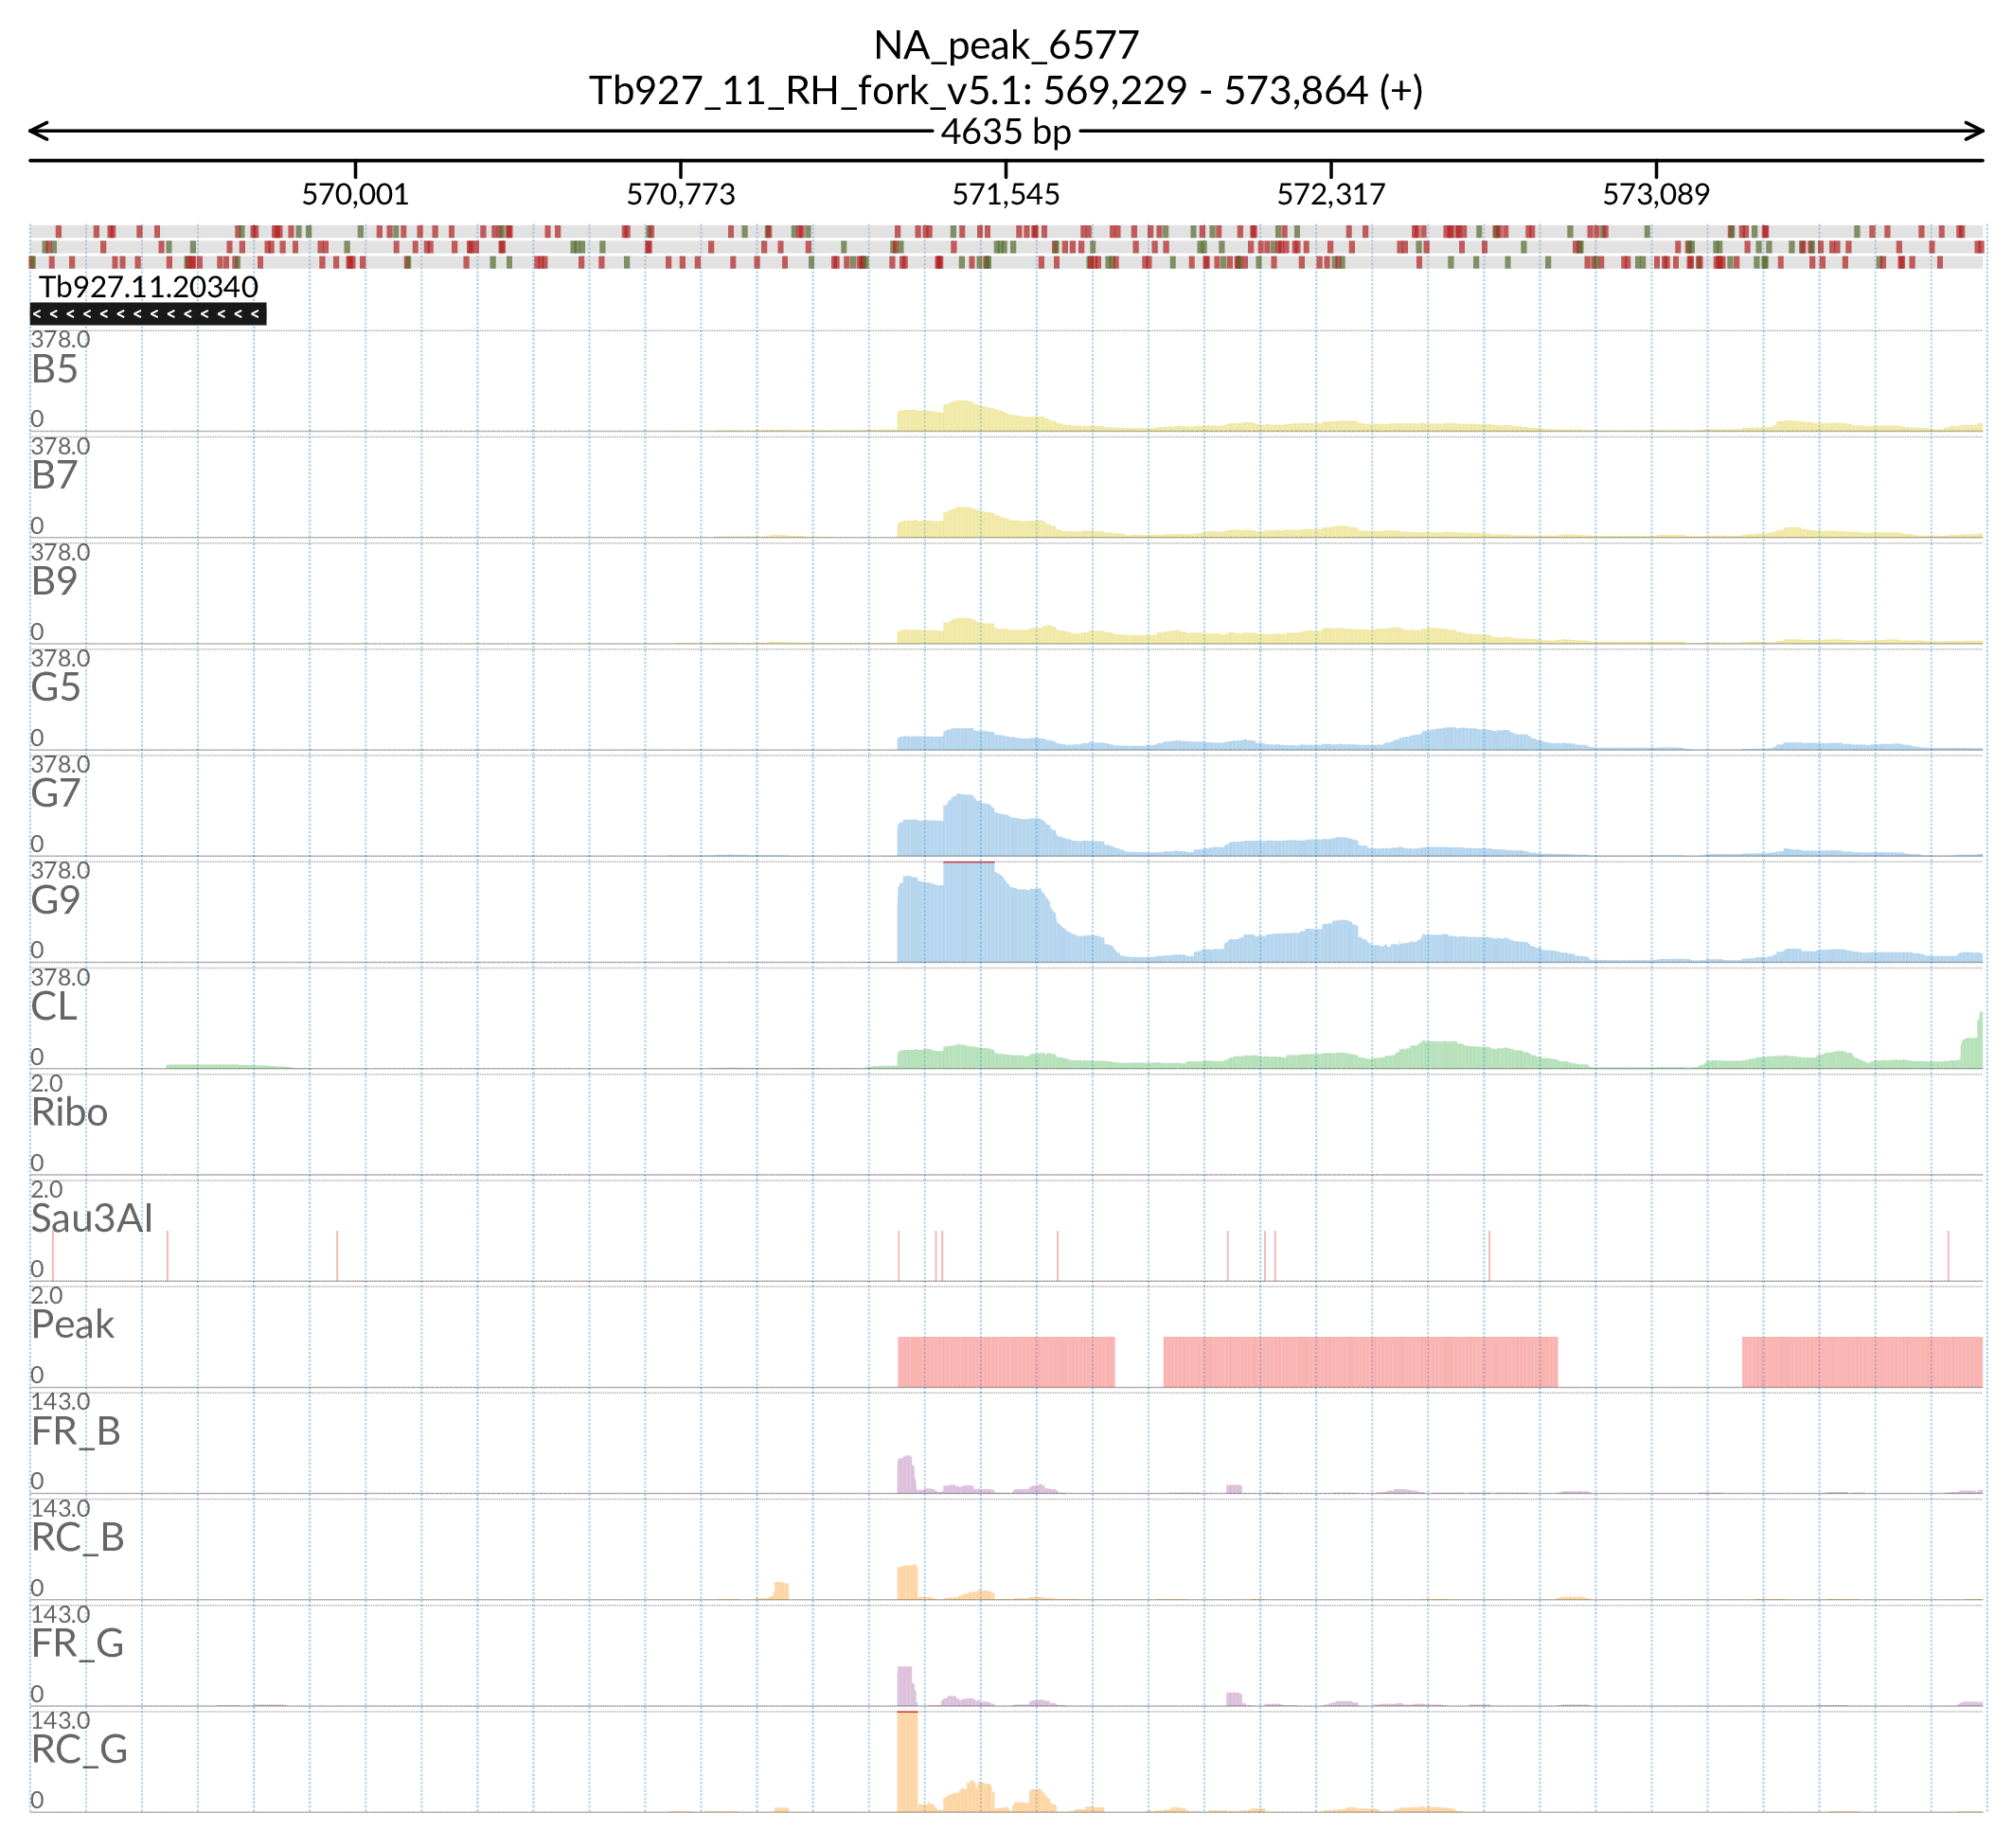 NA_peak_6577
Tb927_11_RH_fork_v5.1: 569,229 - 573,864 (+)
4635 bp
570,001 570,773 571,545 572,317 573,089
Tb927.11.20340
< < < < < < < < < < < < < <
378.0
B5
0
378.0
B7
0
378.0
B9
0
378.0
G5
0
378.0
G7
0
378.0
G9
0
378.0
CL
0
2.0
Ribo
0
2.0
Sau3AI
0
2.0
Peak
0
143.0
FR_B
0
143.0
RC_B
0
143.0
FR_G
0
143.0
RC_G
0